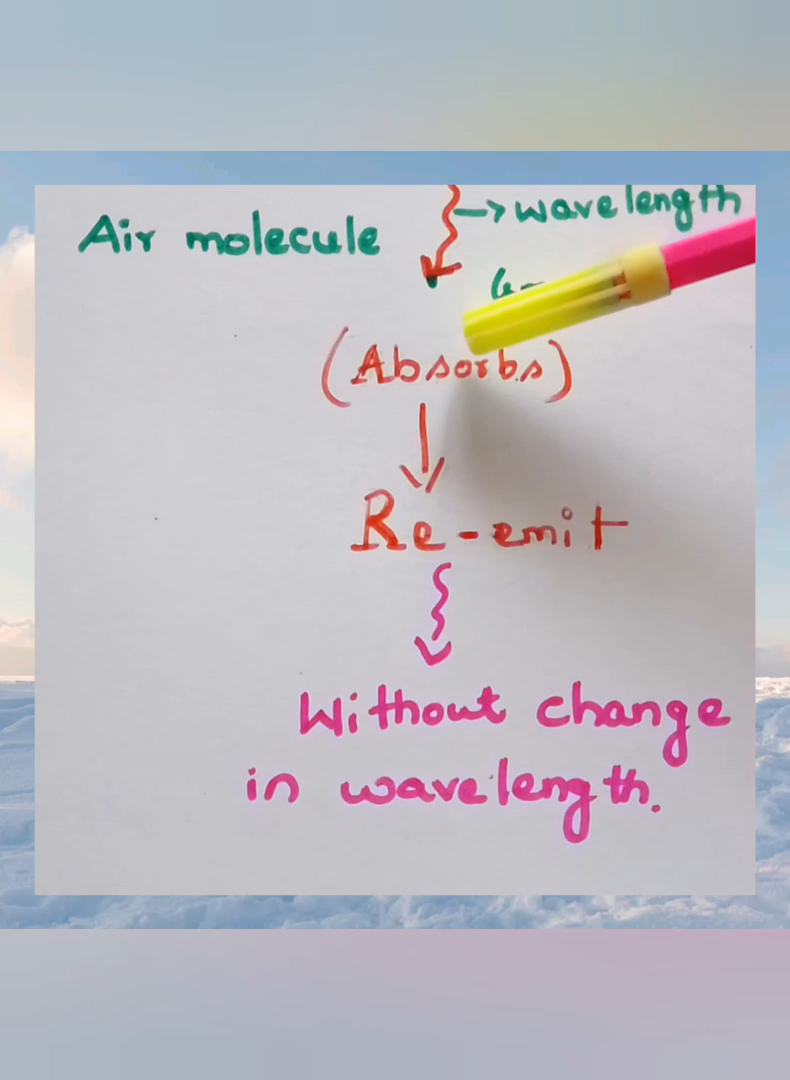 -> wavelength
Air molecule
(Absorbs)
Re-emit
Without change
in wavelength.